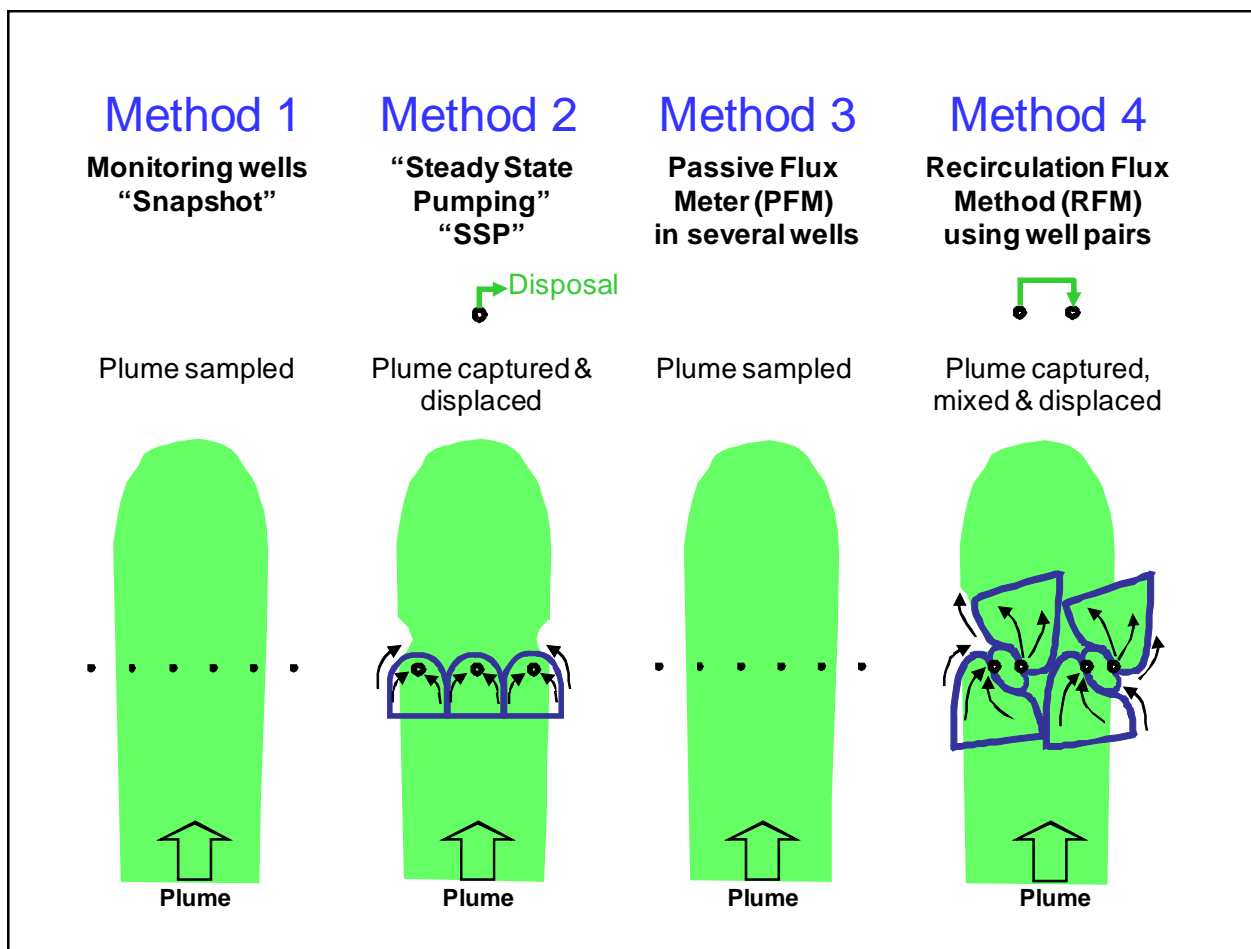 Method 1
Monitoring wells
“Snapshot”
Plume sampled
Plume
Method 2
“Steady State
Pumping”
“SSP”
Disposal
Plume captured &
displaced
Plume
Method 3
Passive Flux
Meter (PFM)
in several wells
Plume sampled
Plume
Method 4
Recirculation Flux
Method (RFM)
using well pairs
Plume captured,
mixed & displaced
Plume